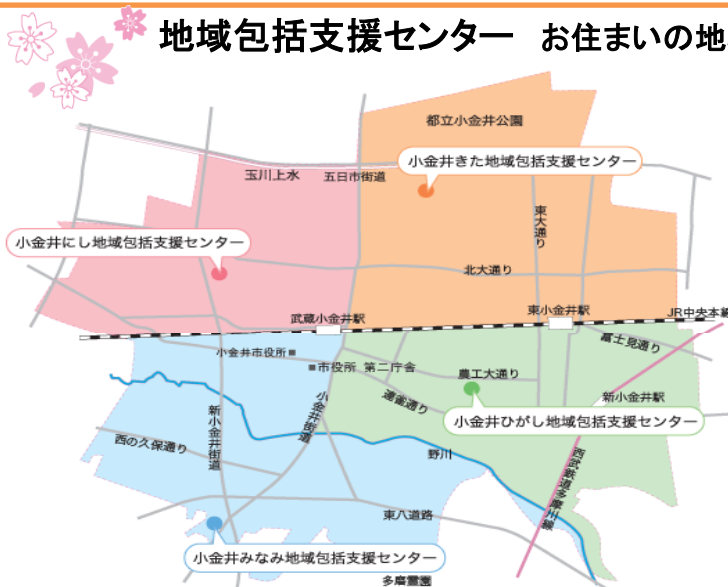 地域包括支援センター お住まいの地
都立小金井公園
小金井きた地域包括支援センター
玉川上水
五日市街道
東大通り
小金井にし地域包括支援センター
北大通り
武蔵小金井駅
東小金井駅
JR中央本線
小金井市役所■
■市役所 第二庁舎
富士見通り
農工大通り
連雀通り
新小金井駅
小金井街道
新小金井街道
小金井ひがし地域包括支援センター
西の久保通り
野川
西武鉄道多摩川線
東八道路
小金井みなみ地域包括支援センター
多磨霊園